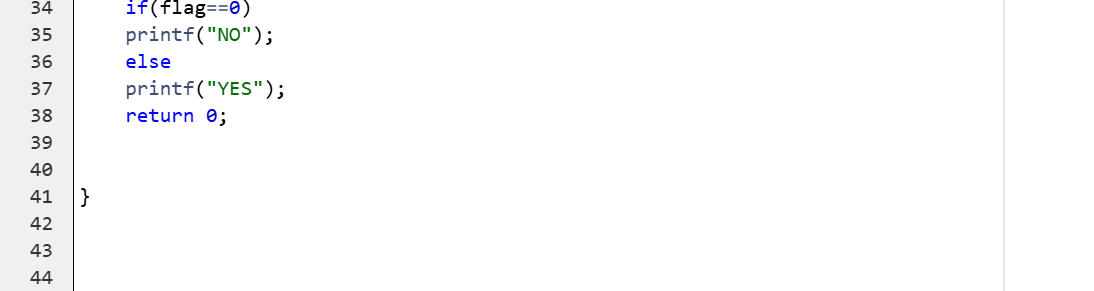 34 if(flag==0)
35 printf("NO");
36 else
37 printf("YES");
38 return 0;
39
40
41 }
42
43
44